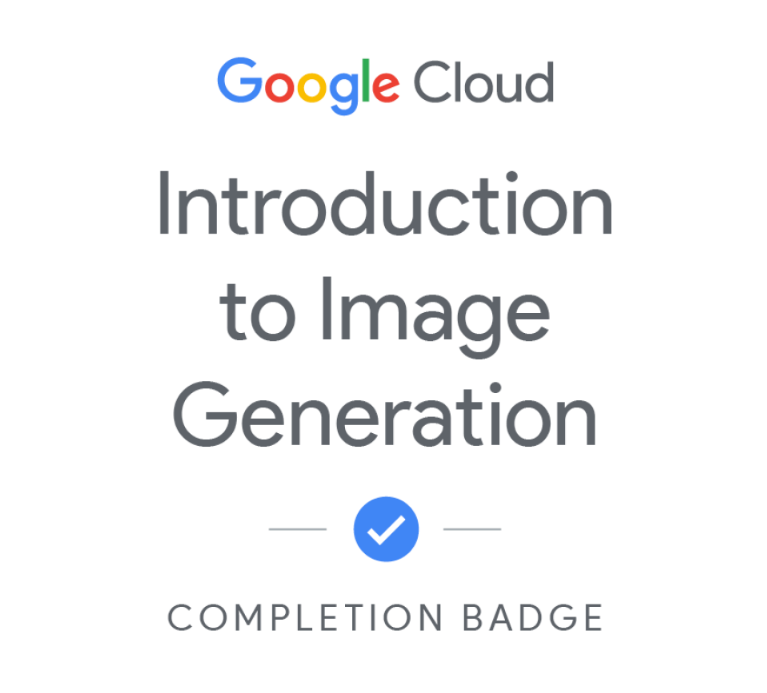 Google Cloud
Introduction
to Image
Generation
COMPLETION BADGE